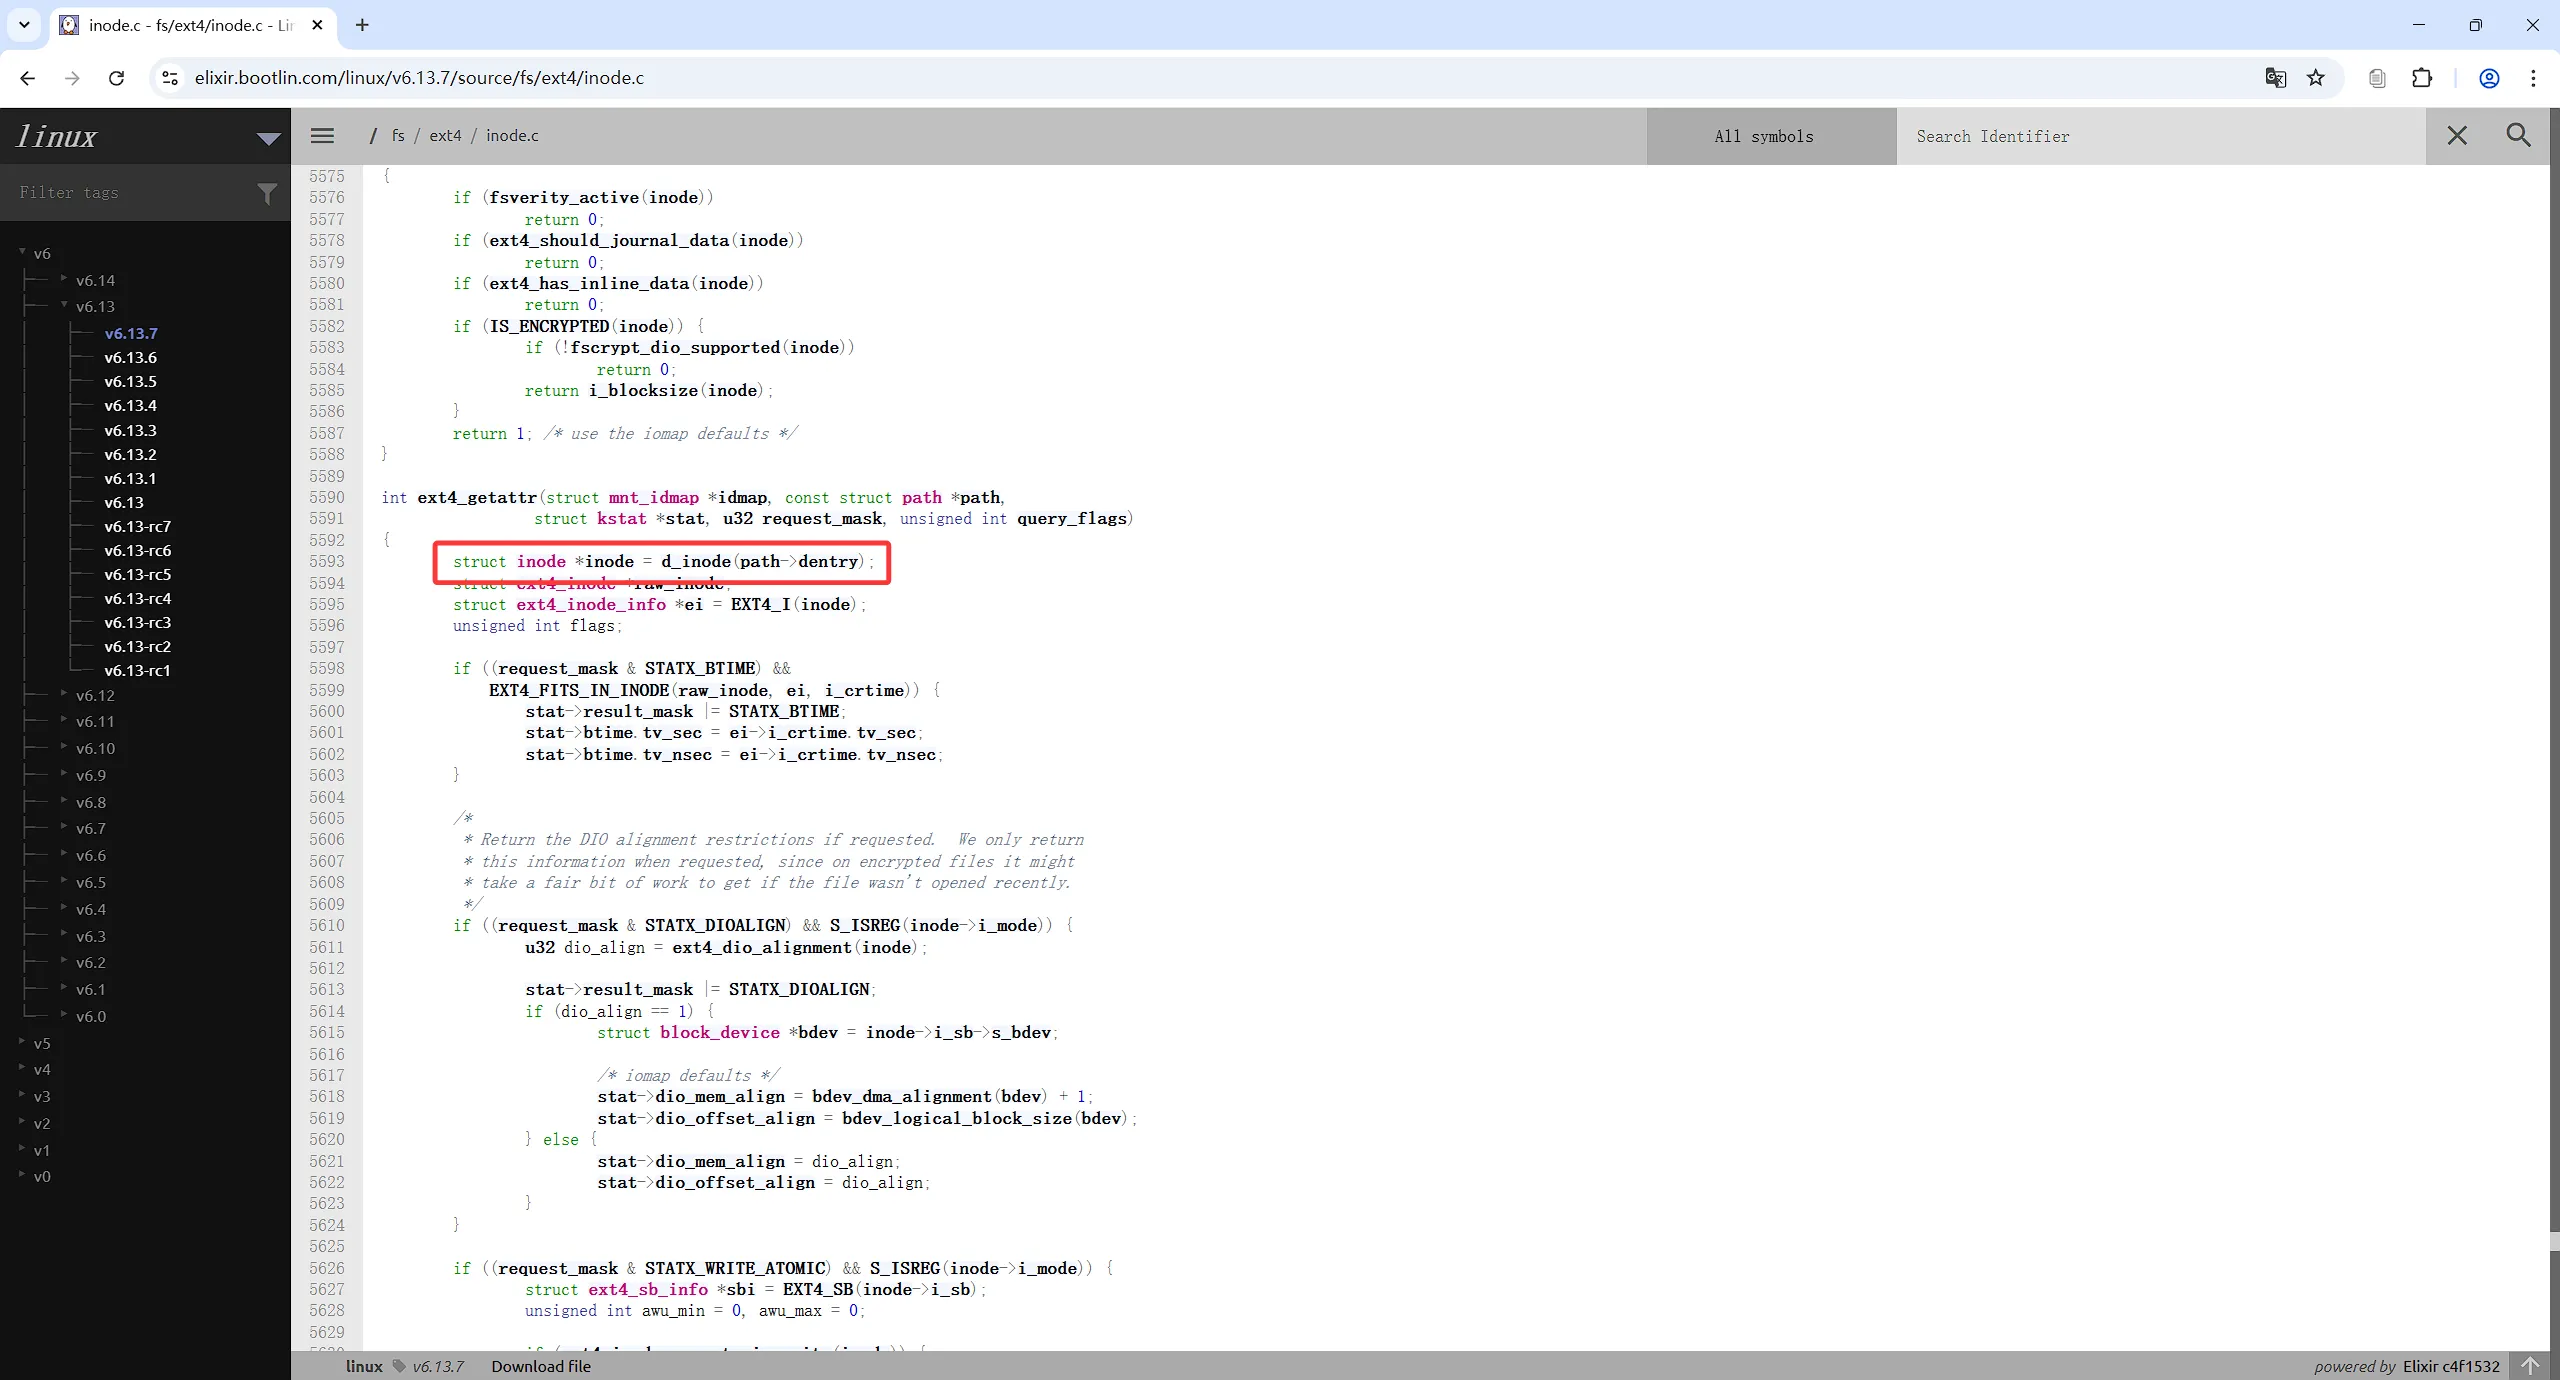 inode.c - fs/ext4/inode.c - Lin
elixir.bootlin.com/linux/v6.13.7/source/fs/ext4/inode.c
linux
/ fs / ext4 / inode.c
All symbols
Search Identifier
Filter tags
v6
v6.14
v6.13
v6.13.7
v6.13.6
v6.13.5
v6.13.4
v6.13.3
v6.13.2
v6.13.1
v6.13
v6.13-rc7
v6.13-rc6
v6.13-rc5
v6.13-rc4
v6.13-rc3
v6.13-rc2
v6.13-rc1
v6.12
v6.11
v6.10
v6.9
v6.8
v6.7
v6.6
v6.5
v6.4
v6.3
v6.2
v6.1
v6.0
v5
v4
v3
v2
v1
v0
5575 {
5576 if (fsverity_active(inode))
5577 return 0;
5578 if (ext4_should_journal_data(inode))
5579 return 0;
5580 if (ext4_has_inline_data(inode))
5581 return 0;
5582 if (IS_ENCRYPTED(inode)) {
5583 if (!fscrypt_dio_supported(inode))
5584 return 0;
5585 return i_blocksize(inode);
5586 }
5587 return 1; /* use the iomap defaults */
5588 }
5589
5590 int ext4_getattr(struct mnt_idmap *idmap, const struct path *path,
5591 struct kstat *stat, u32 request_mask, unsigned int query_flags)
5592 {
5593 struct inode *inode = d_inode(path->dentry);
5594 struct ext4_inode *raw_inode;
5595 struct ext4_inode_info *ei = EXT4_I(inode);
5596 unsigned int flags;
5597
5598 if ((request_mask & STATX_BTIME) &&
5599 EXT4_FITS_IN_INODE(raw_inode, ei, i_crtime)) {
5600 stat->result_mask |= STATX_BTIME;
5601 stat->btime.tv_sec = ei->i_crtime.tv_sec;
5602 stat->btime.tv_nsec = ei->i_crtime.tv_nsec;
5603 }
5604
5605 /*
5606 * Return the DIO alignment restrictions if requested. We only return
5607 * this information when requested, since on encrypted files it might
5608 * take a fair bit of work to get if the file wasn't opened recently.
5609 */
5610 if ((request_mask & STATX_DIOALIGN) && S_ISREG(inode->i_mode)) {
5611 u32 dio_align = ext4_dio_alignment(inode);
5612
5613 stat->result_mask |= STATX_DIOALIGN;
5614 if (dio_align == 1) {
5615 struct block_device *bdev = inode->i_sb->s_bdev;
5616
5617 /* iomap defaults */
5618 stat->dio_mem_align = bdev_dma_alignment(bdev) + 1;
5619 stat->dio_offset_align = bdev_logical_block_size(bdev);
5620 } else {
5621 stat->dio_mem_align = dio_align;
5622 stat->dio_offset_align = dio_align;
5623 }
5624 }
5625
5626 if ((request_mask & STATX_WRITE_ATOMIC) && S_ISREG(inode->i_mode)) {
5627 struct ext4_sb_info *sbi = EXT4_SB(inode->i_sb);
5628 unsigned int awu_min = 0, awu_max = 0;
5629
linux v6.13.7 Download file
powered by Elixir c4f1532